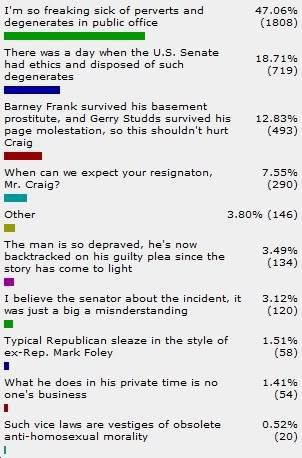 I'm so freaking sick of perverts and 47.06%
degenerates in public office (1808)
There was a day when the U.S. Senate 18.71%
had ethics and disposed of such (719)
degenerates
Barney Frank survived his basement
prostitute, and Gerry Studds survived his 12.83%
page molestation, so this shouldn't hurt (493)
Craig
When can we expect your resignaton, 7.55%
Mr. Craig? (290)
Other 3.80% (146)
The man is so depraved, he's now 3.49%
backtracked on his guilty plea since the (134)
story has come to light
I believe the senator about the incident, it 3.12%
was just a big a misnderstanding (120)
Typical Republican sleaze in the style of 1.51%
ex-Rep. Mark Foley (58)
What he does in his private time is no 1.41%
one's business (54)
Such vice laws are vestiges of obsolete 0.52%
anti-homosexual morality (20)